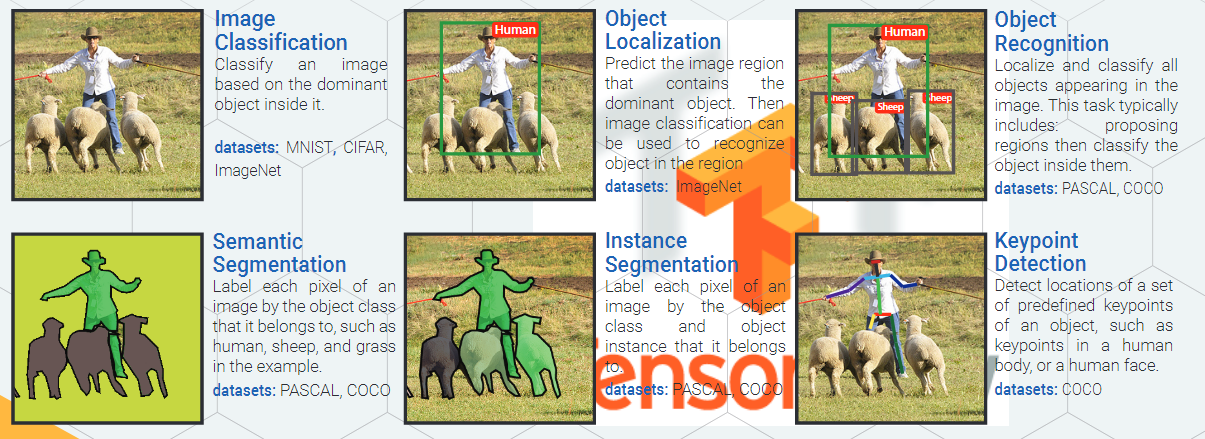 Image
Classification
Classify an image
based on the dominant
object inside it.
datasets: MNIST, CIFAR,
ImageNet
Human
Object
Localization
Predict the image region
that contains the
dominant object. Then
image classification can
be used to recognize
object in the region
datasets: ImageNet
Human
Sheep
Sheep
Sheep
Object
Recognition
Localize and classify all
objects appearing in the
image. This task typically
includes: proposing
regions then classify the
object inside them.
datasets: PASCAL, COCO
Semantic
Segmentation
Label each pixel of an
image by the object class
that it belongs to, such as
human, sheep, and grass
in the example.
datasets: PASCAL, COCO
Instance
Segmentation
Label each pixel of an
image by the object
class and object
instance that it belongs
to.
datasets: PASCAL, COCO
Keypoint
Detection
Detect locations of a set
of predefined keypoints
of an object, such as
keypoints in a human
body, or a human face.
datasets: COCO